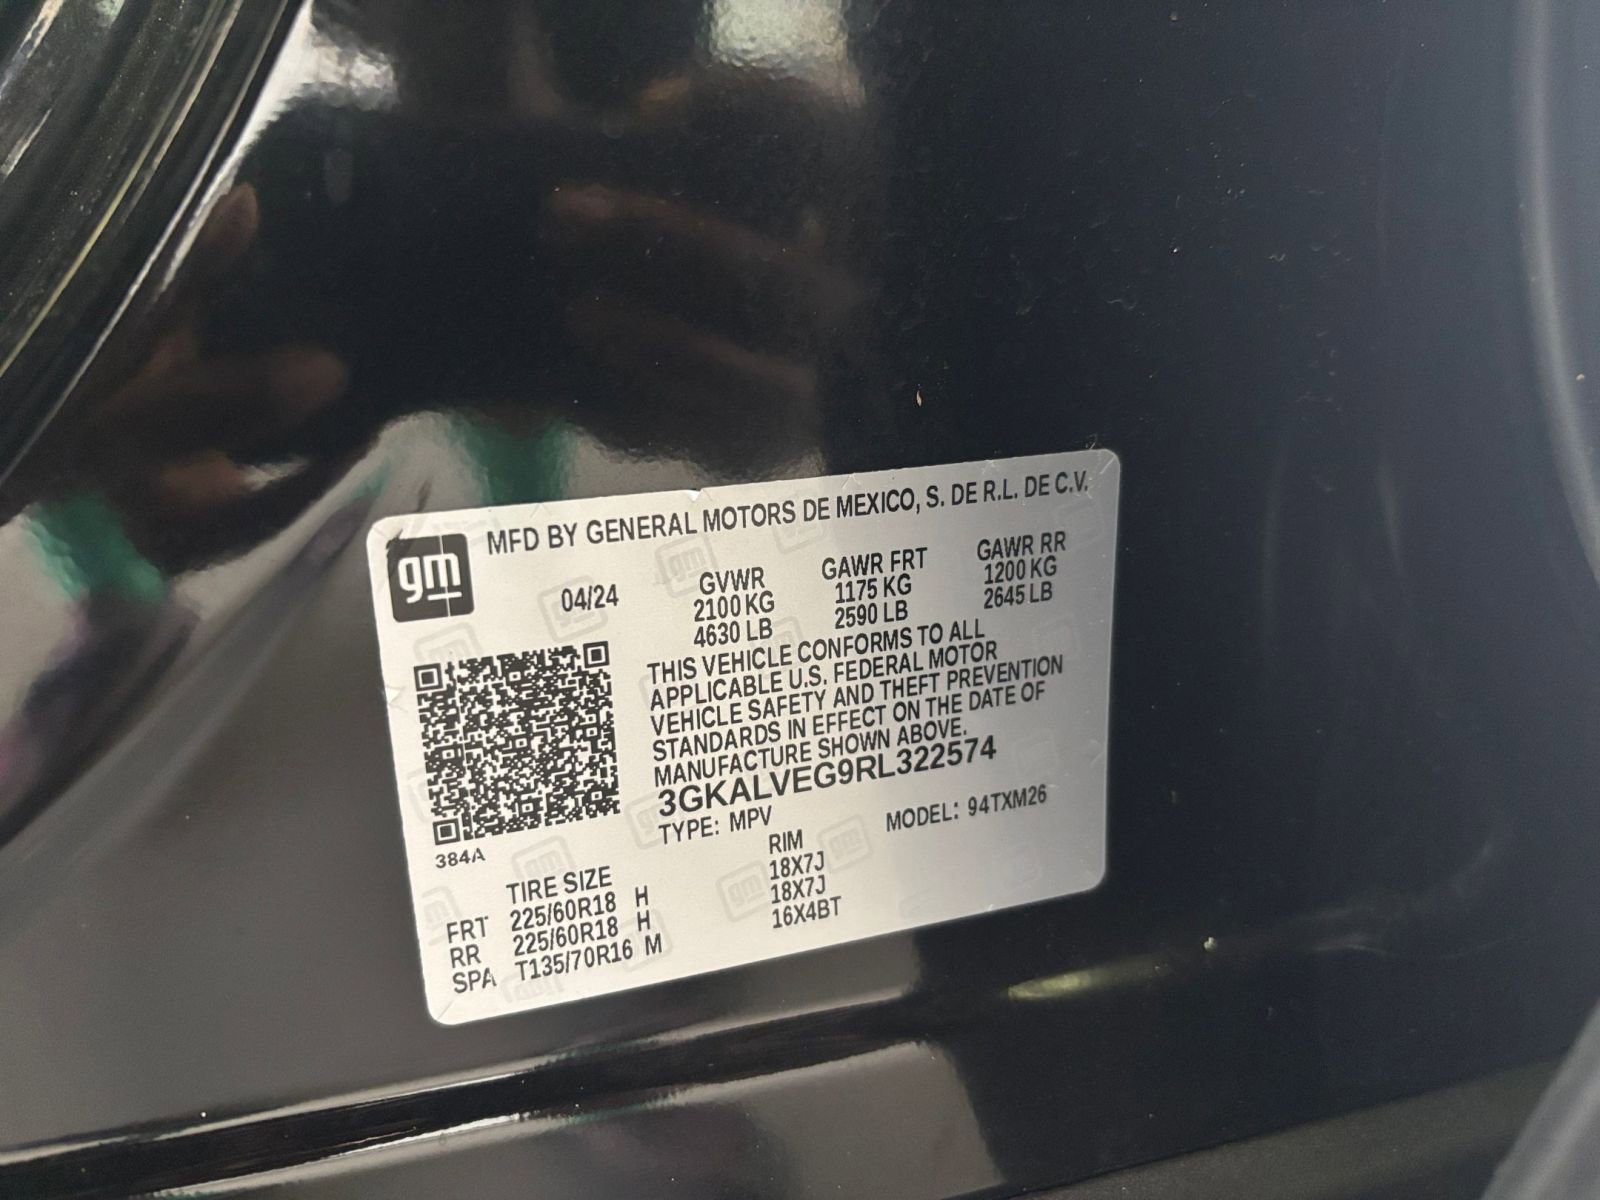 MFD BY GENERAL MOTORS DE MEXICO, S. DE R.L. DE C.V.
gm
04/24
GVWR GAWR FRT GAWR RR
2100 KG 1175 KG 1200 KG
4630 LB 2590 LB 2645 LB
THIS VEHICLE CONFORMS TO ALL
APPLICABLE U.S. FEDERAL MOTOR
VEHICLE SAFETY AND THEFT PREVENTION
STANDARDS IN EFFECT ON THE DATE OF
MANUFACTURE SHOWN ABOVE.
3GKALVEG9RL322574
TYPE: MPV MODEL: 94TXM26
384A
TIRE SIZE RIM
FRT 225/60R18 H 18X7J
RR 225/60R18 H 18X7J
SPA T135/70R16 M 16X4BT